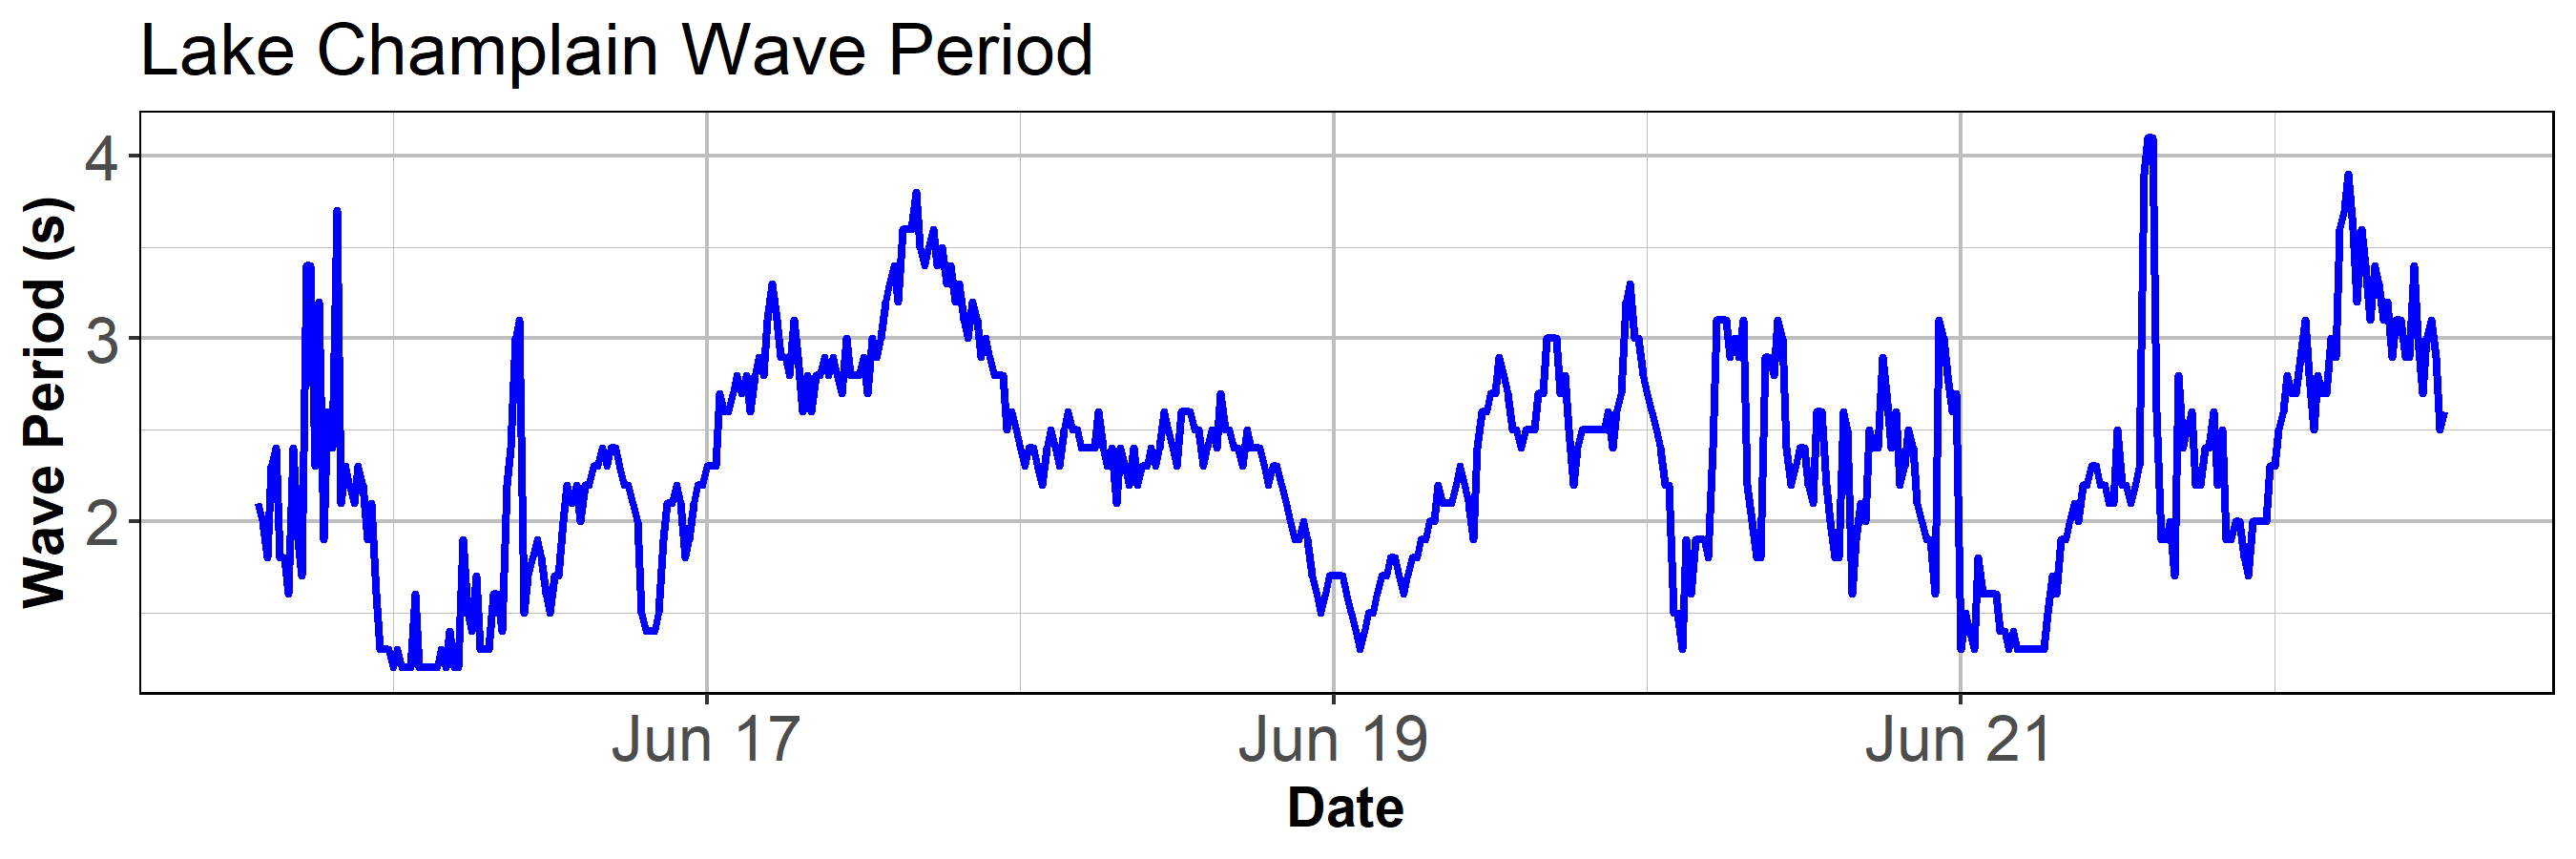 Lake Champlain Wave Period
Wave Period (s)
4
3
2
Jun 17
Jun 19
Jun 21
Date